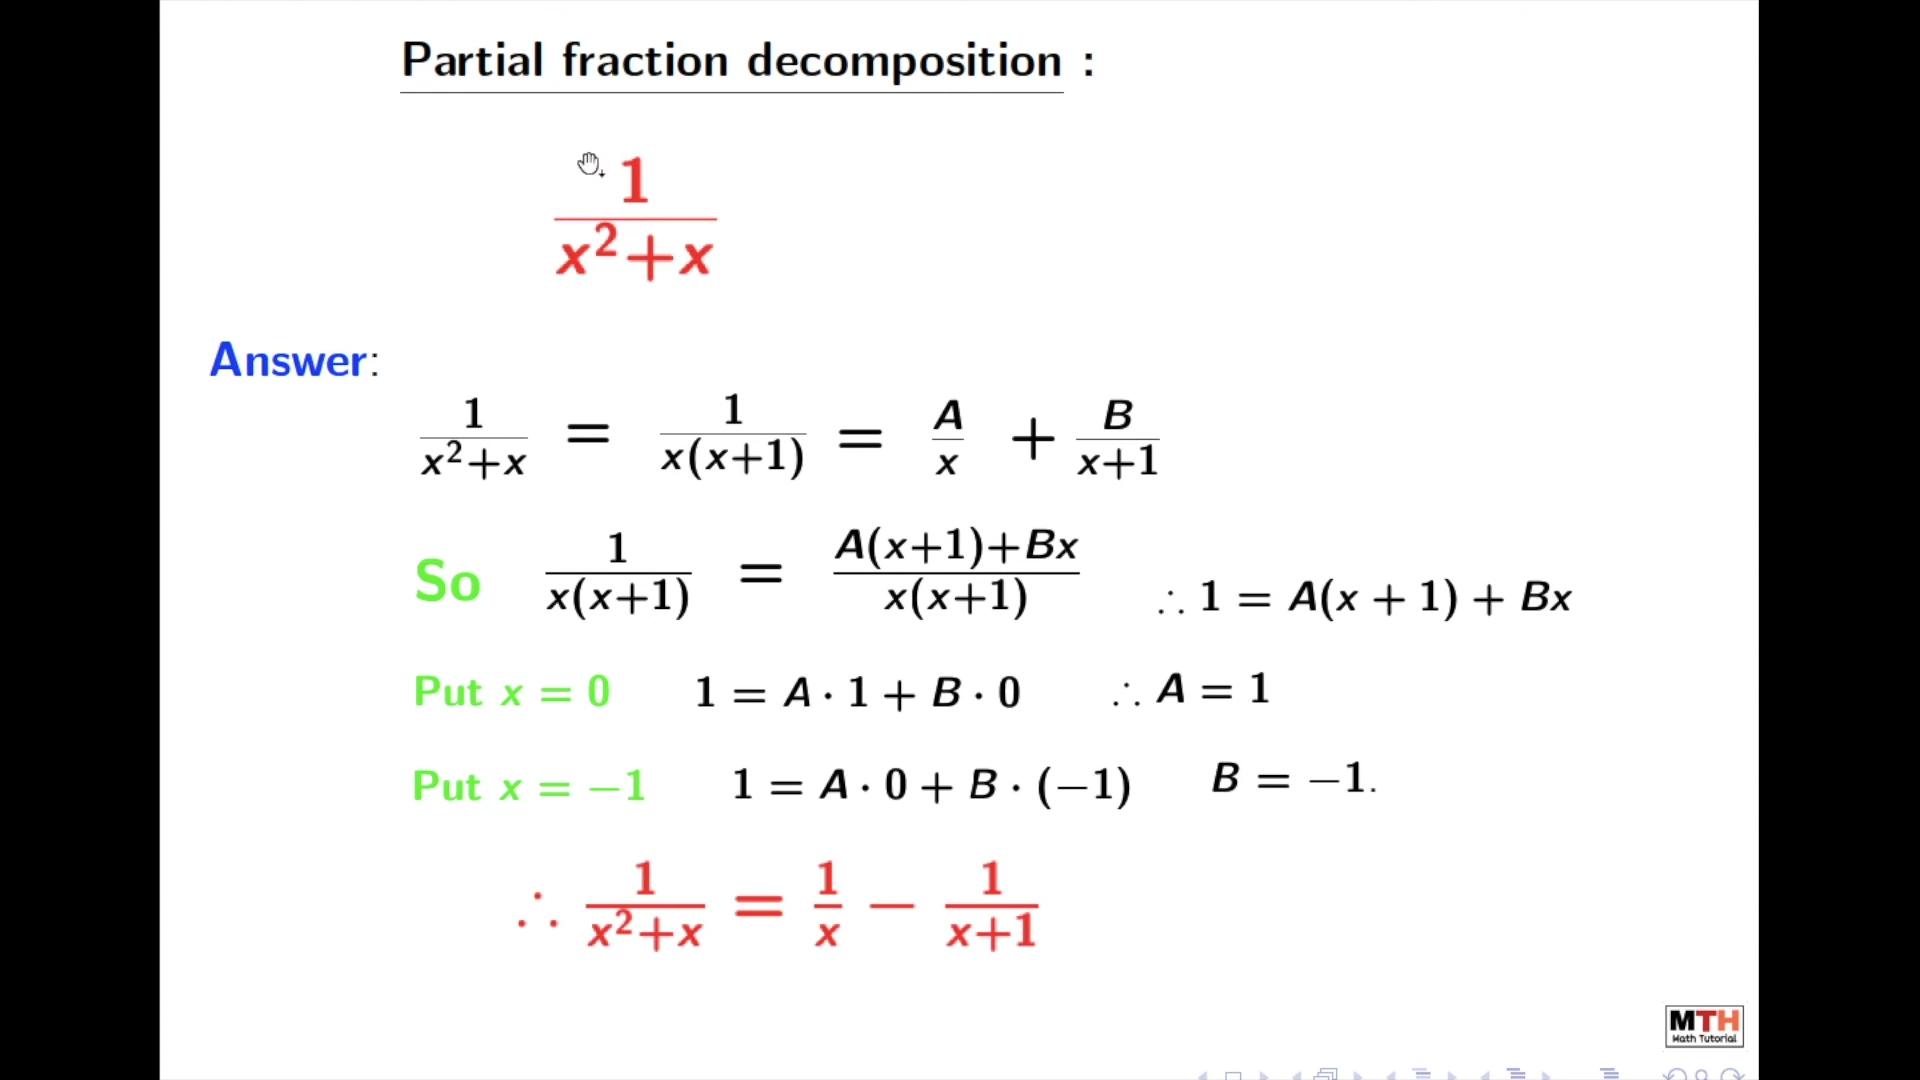 Partial fraction decomposition :
1
x²+x
Answer:
1/(x²+x) = 1/(x(x+1)) = A/x + B/(x+1)
So 1/(x(x+1)) = (A(x+1)+Bx)/(x(x+1)) ∴ 1 = A(x + 1) + Bx
Put x = 0 1 = A · 1 + B · 0 ∴ A = 1
Put x = −1 1 = A · 0 + B · (−1) B = −1.
∴ 1/(x²+x) = 1/x − 1/(x+1)
MTH
Math Tutorial